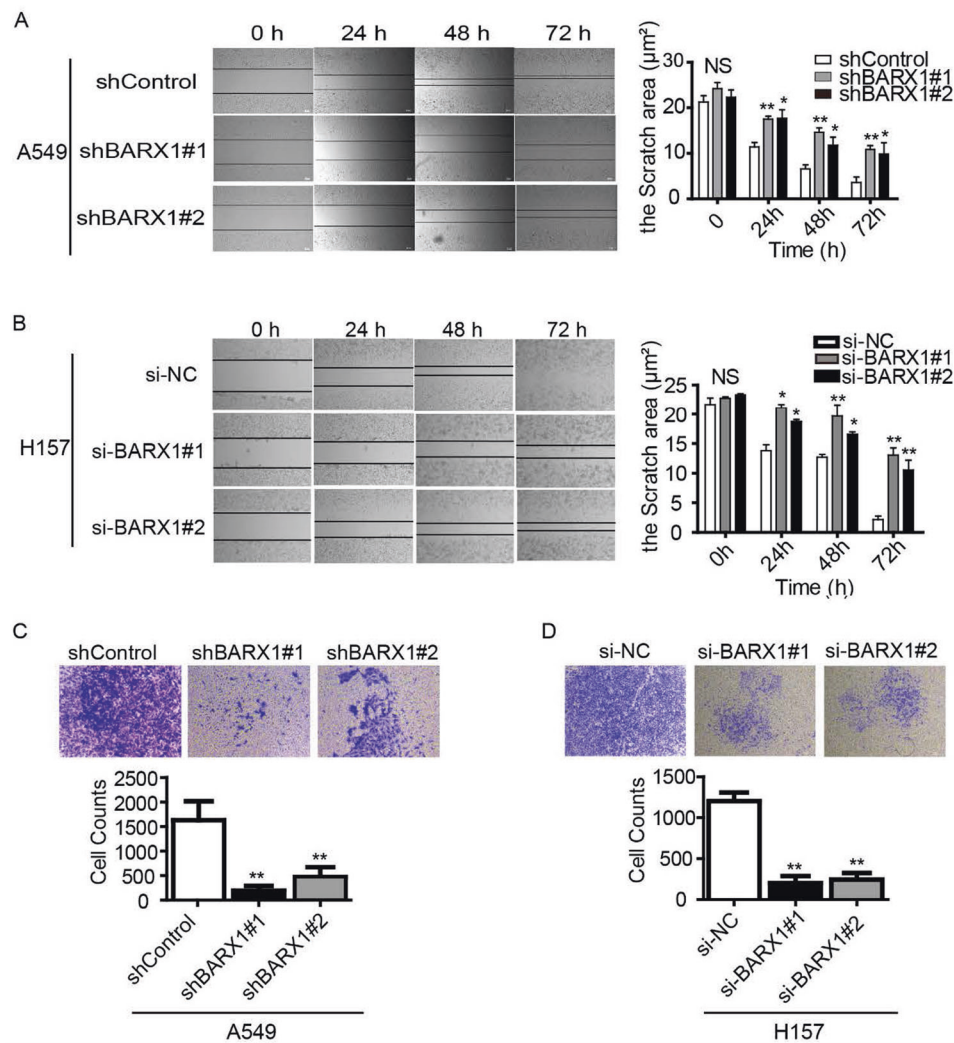 A
0 h 24 h 48 h 72 h
shControl
shBARX1#1
shBARX1#2
A549
the Scratch area (µm²)
30
20
10
0
NS
** *
** *
** *
shControl
shBARX1#1
shBARX1#2
0 24h 48h 72h
Time (h)
B
0 h 24 h 48 h 72 h
si-NC
si-BARX1#1
si-BARX1#2
H157
the Scratch area (µm²)
25
20
15
10
5
0
NS
* *
** *
** **
si-NC
si-BARX1#1
si-BARX1#2
0h 24h 48h 72h
Time (h)
C
shControl shBARX1#1 shBARX1#2
Cell Counts
2500
2000
1500
1000
500
0
** **
shControl shBARX1#1 shBARX1#2
A549
D
si-NC si-BARX1#1 si-BARX1#2
Cell Counts
1500
1000
500
0
** **
si-NC si-BARX1#1 si-BARX1#2
H157